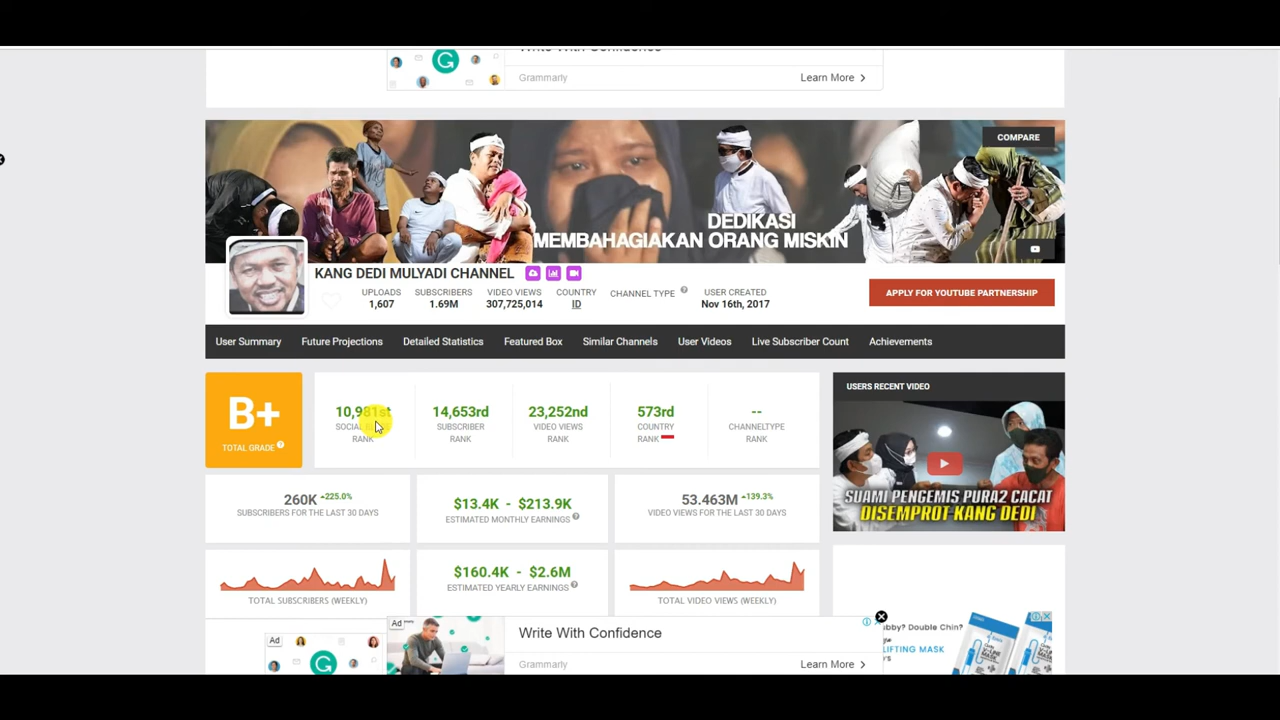 Grammarly
Learn More
COMPARE
DEDIKASI
MEMBAHAGIAKAN ORANG MISKIN
KANG DEDI MULYADI CHANNEL
UPLOADS
1,607
SUBSCRIBERS
1.69M
VIDEO VIEWS
307,725,014
COUNTRY
ID
CHANNEL TYPE
USER CREATED
Nov 16th, 2017
APPLY FOR YOUTUBE PARTNERSHIP
User Summary
Future Projections
Detailed Statistics
Featured Box
Similar Channels
User Videos
Live Subscriber Count
Achievements
B+
TOTAL GRADE
10,981st
RANK
14,653rd
SUBSCRIBER
RANK
23,252nd
VIDEO VIEWS
RANK
573rd
COUNTRY
RANK
--
CHANNELTYPE
RANK
USERS RECENT VIDEO
SUAMI PENGEMIS PURA2 CACAT
DISEMPROT KANG DEDI
260K 225.0%
SUBSCRIBERS FOR THE LAST 30 DAYS
$13.4K - $213.9K
ESTIMATED MONTHLY EARNINGS
53.463M 139.3%
VIDEO VIEWS FOR THE LAST 30 DAYS
TOTAL SUBSCRIBERS (WEEKLY)
$160.4K - $2.6M
ESTIMATED YEARLY EARNINGS
TOTAL VIDEO VIEWS (WEEKLY)
Ad
Ad
Write With Confidence
Grammarly
Learn More
Double Chin?
LIFTING MASK